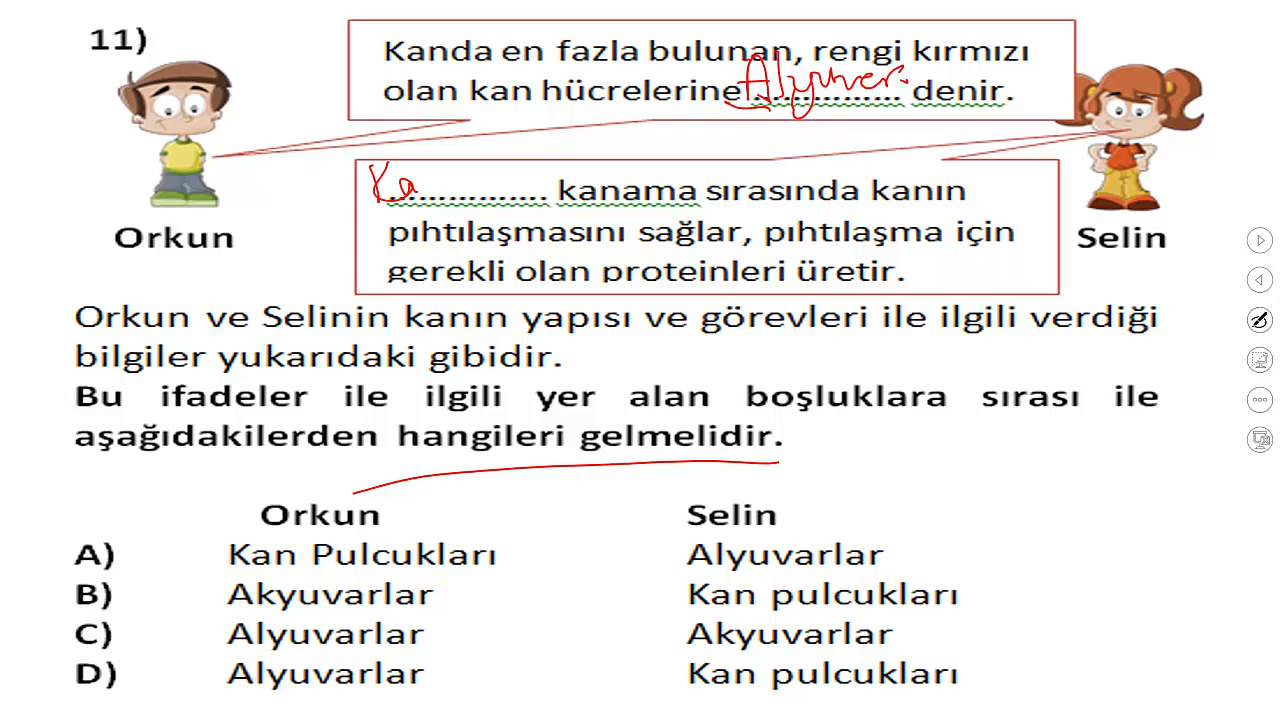 11)
Kanda en fazla bulunan, rengi kırmızı
olan kan hücrelerine Alyuver. .............. denir.
Ka ................ kanama sırasında kanın
pıhtılaşmasını sağlar, pıhtılaşma için
gerekli olan proteinleri üretir.
Orkun
Selin
Orkun ve Selinin kanın yapısı ve görevleri ile ilgili verdiği
bilgiler yukarıdaki gibidir.
Bu ifadeler ile ilgili yer alan boşluklara sırası ile
aşağıdakilerden hangileri gelmelidir.
Orkun Selin
A) Kan Pulcukları Alyuvarlar
B) Akyuvarlar Kan pulcukları
C) Alyuvarlar Akyuvarlar
D) Alyuvarlar Kan pulcukları